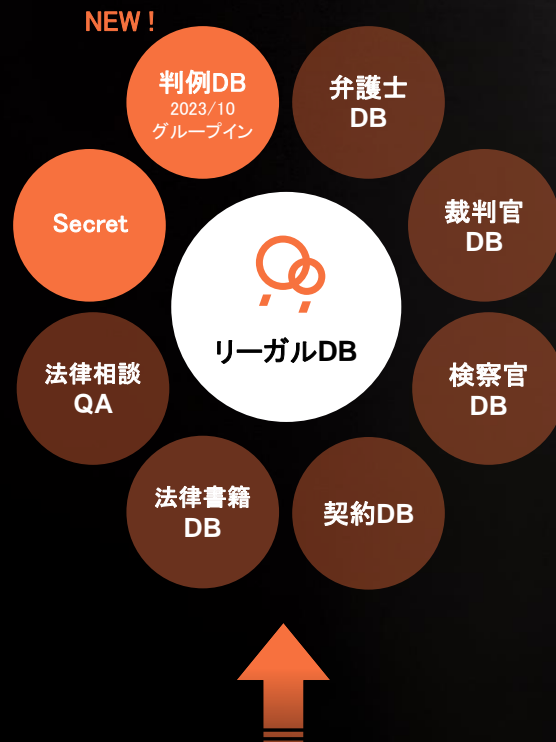 NEW !
判例DB
2023/10
グループイン
弁護士
DB
Secret
裁判官
DB
リーガルDB
法律相談
QA
検察官
DB
法律書籍
DB
契約DB